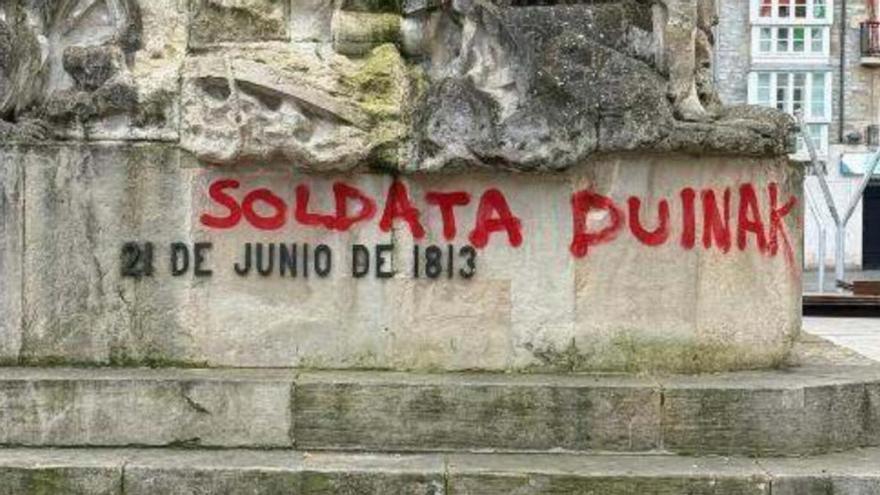 SOLDATA DUINAK
21 DE JUNIO DE 1813